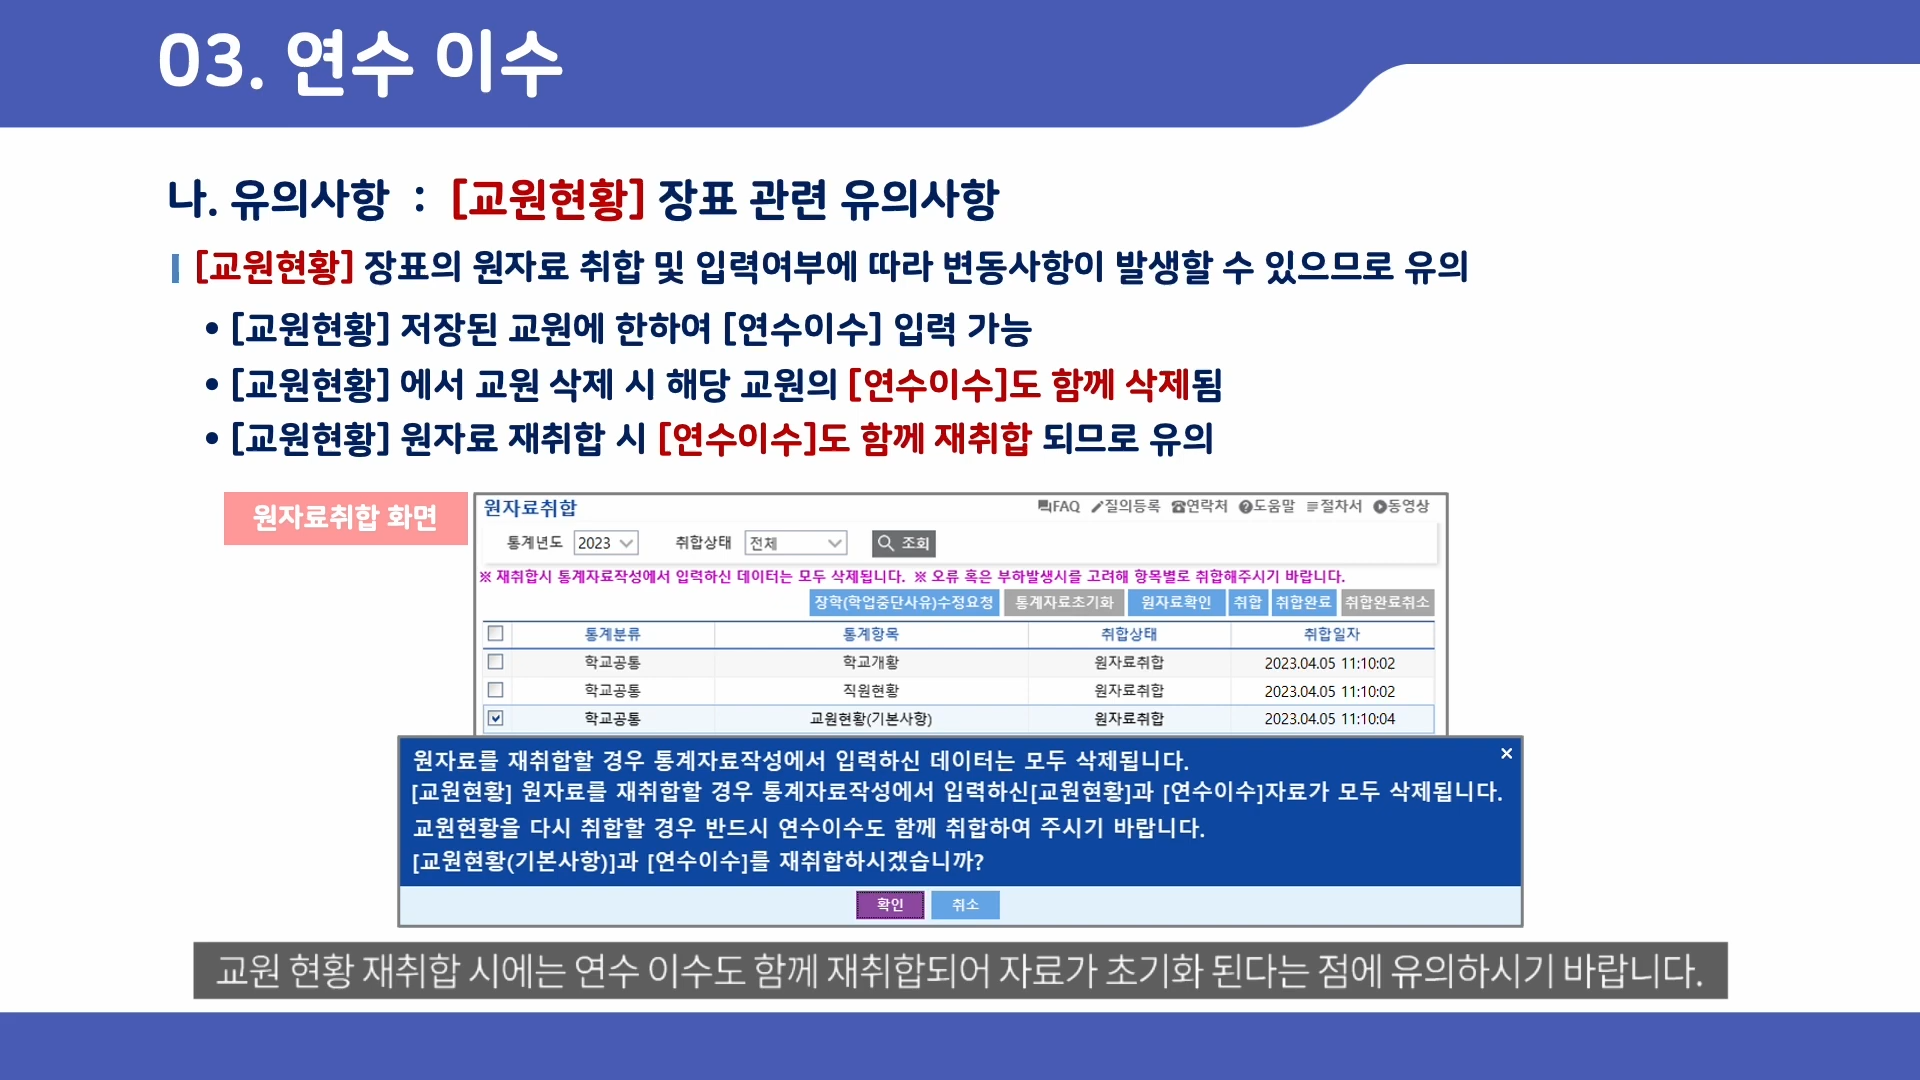 03. 연수 이수
나. 유의사항 : [교원현황] 장표 관련 유의사항
[교원현황] 장표의 원자료 취합 및 입력여부에 따라 변동사항이 발생할 수 있으므로 유의
• [교원현황] 저장된 교원에 한하여 [연수이수] 입력 가능
• [교원현황] 에서 교원 삭제 시 해당 교원의 [연수이수]도 함께 삭제됨
• [교원현황] 원자료 재취합 시 [연수이수]도 함께 재취합 되므로 유의
원자료취합 화면
원자료취합 FAQ 질의등록 연락처 도움말 절차서 동영상
통계년도 2023 취합상태 전체 조회
※ 재취합시 통계자료작성에서 입력하신 데이터는 모두 삭제됩니다. ※ 오류 혹은 부하발생시를 고려해 항목별로 취합해주시기 바랍니다.
장학(학업중단사유)수정요청 통계자료초기화 원자료확인 취합 취합완료 취합완료취소
통계분류 통계항목 취합상태 취합일자
학교공통 학교개황 원자료취합 2023.04.05 11:10:02
학교공통 직원현황 원자료취합 2023.04.05 11:10:02
학교공통 교원현황(기본사항) 원자료취합 2023.04.05 11:10:04
원자료를 재취합할 경우 통계자료작성에서 입력하신 데이터는 모두 삭제됩니다.
[교원현황] 원자료를 재취합할 경우 통계자료작성에서 입력하신[교원현황]과 [연수이수]자료가 모두 삭제됩니다.
교원현황을 다시 취합할 경우 반드시 연수이수도 함께 취합하여 주시기 바랍니다.
[교원현황(기본사항)]과 [연수이수]를 재취합하시겠습니까?
확인 취소
교원 현황 재취합 시에는 연수 이수도 함께 재취합되어 자료가 초기화 된다는 점에 유의하시기 바랍니다.